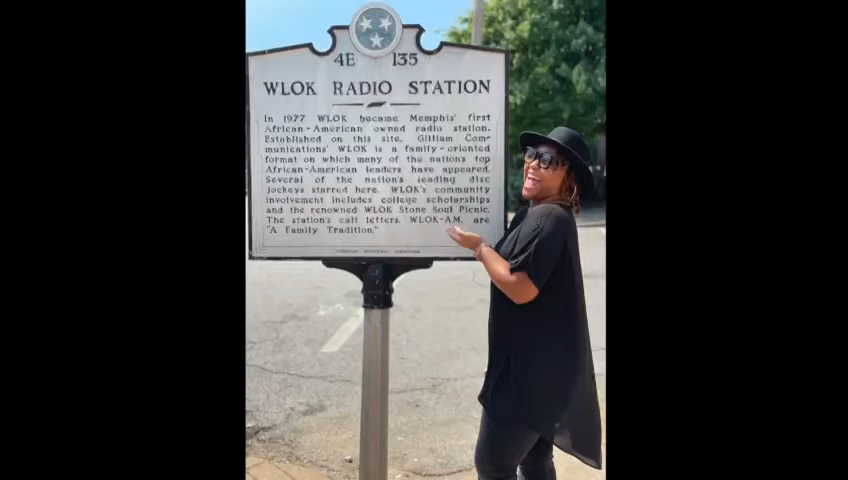 4E 135
WLOK RADIO STATION
In 1977 WLOK became Memphis' first
African-American owned radio station.
Established on this site, Gilliam Com-
munications' WLOK is a family-oriented
format on which many of the nation's top
African-American leaders have appeared.
Several of the nation's leading disc
jockeys starred here. WLOK's community
involvement includes college scholarships
and the renowned WLOK Stone Soul Picnic.
The station's call letters, WLOK-AM, are
"A Family Tradition."